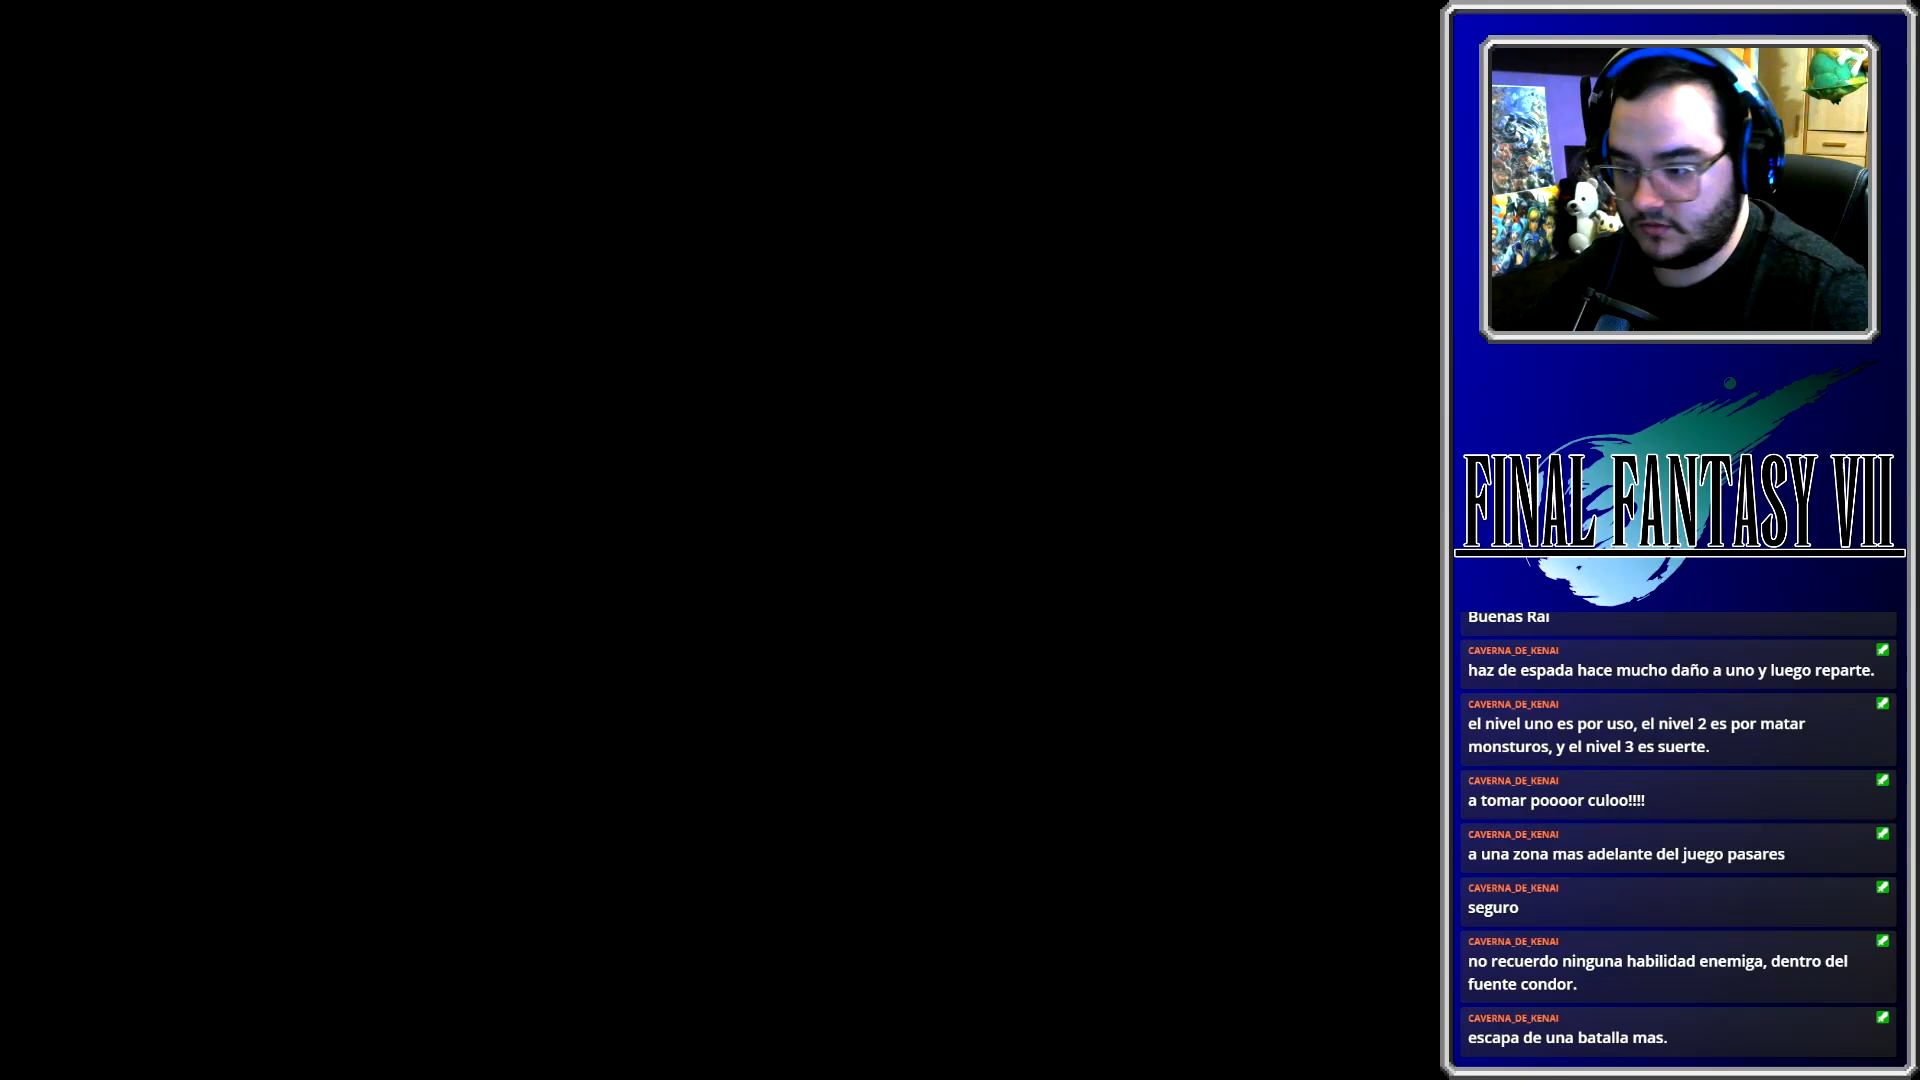 FINAL FANTASY VII
Buenas Rai
CAVERNA_DE_KENAI
haz de espada hace mucho daño a uno y luego reparte.
CAVERNA_DE_KENAI
el nivel uno es por uso, el nivel 2 es por matar
monsturos, y el nivel 3 es suerte.
CAVERNA_DE_KENAI
a tomar poooor culoo!!!!
CAVERNA_DE_KENAI
a una zona mas adelante del juego pasares
CAVERNA_DE_KENAI
seguro
CAVERNA_DE_KENAI
no recuerdo ninguna habilidad enemiga, dentro del
fuente condor.
CAVERNA_DE_KENAI
escapa de una batalla mas.